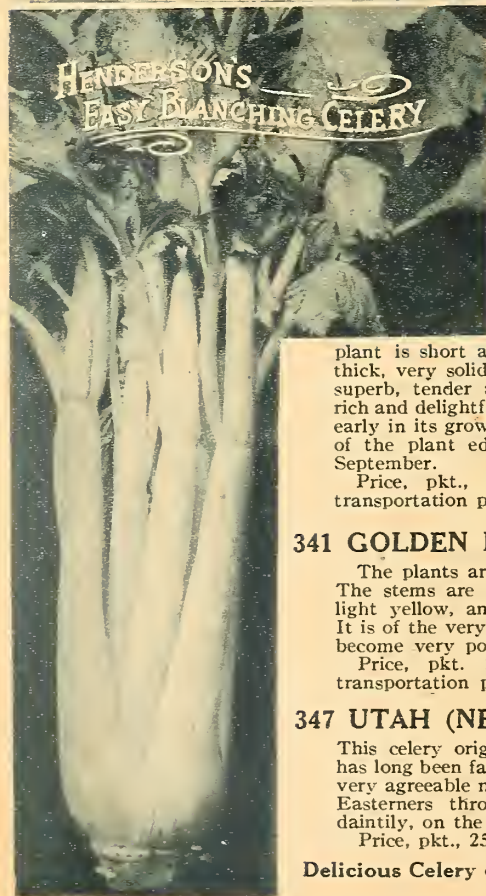 HENDERSON'S
EASY BLANCHING CELERY
plant is short a
thick, very solid
superb, tender
rich and delightf
early in its grow
of the plant ed
September.
Price, pkt.,
transportation p
341 GOLDEN
The plants ar
The stems are
light yellow, an
It is of the very
become very po
Price, pkt.
transportation p
347 UTAH (NE
This celery orig
has long been fa
very agreeable n
Easterners thro
daintily, on the
Price, pkt., 25
Delicious Celery